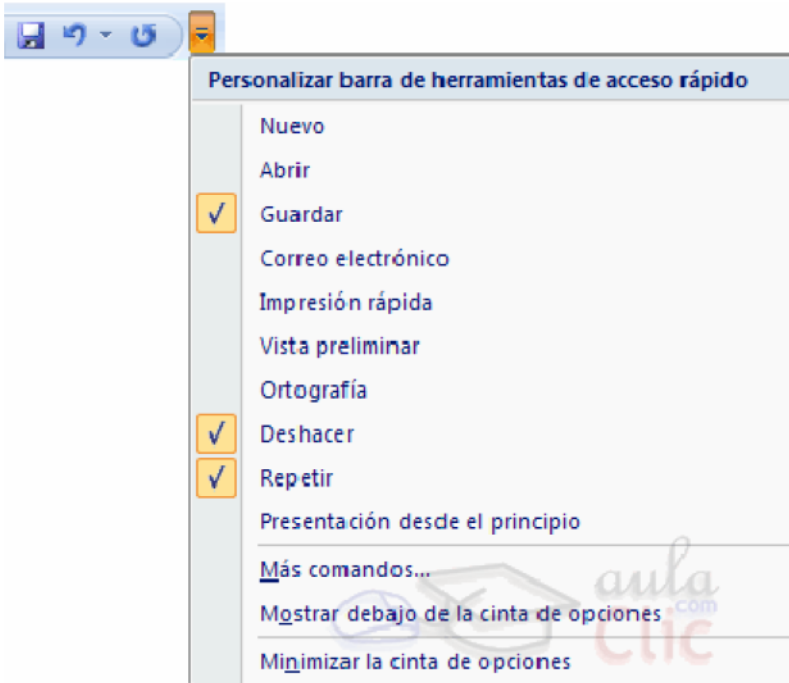 Personalizar barra de herramientas de acceso rápido
Nuevo
Abrir
Guardar
Correo electrónico
Impresión rápida
Vista preliminar
Ortografía
Deshacer
Repetir
Presentación desde el principio
Más comandos...
Mostrar debajo de la cinta de opciones
Minimizar la cinta de opciones
aula
.com
Clic